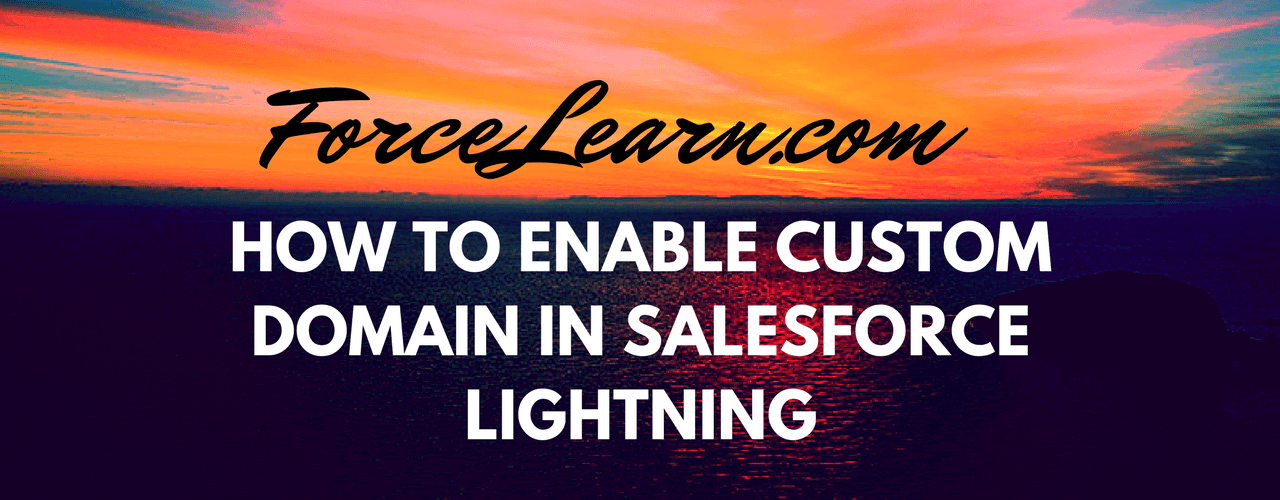 ForceLearn.com
HOW TO ENABLE CUSTOM
DOMAIN IN SALESFORCE
LIGHTNING